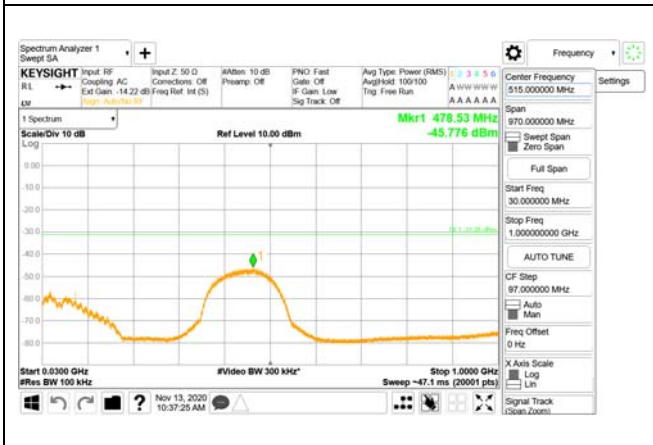 Spectrum Analyzer 1
Swept SA
Frequency
KEYSIGHT
Input: RF
Coupling: AC
Ext Gain: -14.22 dB
Align: Auto/No RF
Input Z: 50 Ω
Corrections: Off
Freq Ref: Int (S)
#Atten: 10 dB
Preamp: Off
PNO: Fast
Gate: Off
IF Gain: Low
Sig Track: Off
Avg Type: Power (RMS)
Avg|Hold: 100/100
Trig: Free Run
1 2 3 4 5 6
A W W W W W
A A A A A A
RL
1 Spectrum
Scale/Div 10 dB
Ref Level 10.00 dBm
Mkr1 478.53 MHz
-45.776 dBm
Log
0.00
-10.0
-20.0
-30.0
-40.0
-50.0
-60.0
-70.0
-80.0
1
Start 0.0300 GHz
#Res BW 100 kHz
#Video BW 300 kHz*
Stop 1.0000 GHz
Sweep ~47.1 ms (20001 pts)
Nov 13, 2020
10:37:25 AM
Center Frequency
515.000000 MHz
Span
970.000000 MHz
Swept Span
Zero Span
Full Span
Start Freq
30.000000 MHz
Stop Freq
1.000000000 GHz
AUTO TUNE
CF Step
97.000000 MHz
Auto
Man
Freq Offset
0 Hz
X Axis Scale
Log
Lin
Signal Track
(Span Zoom)
Settings